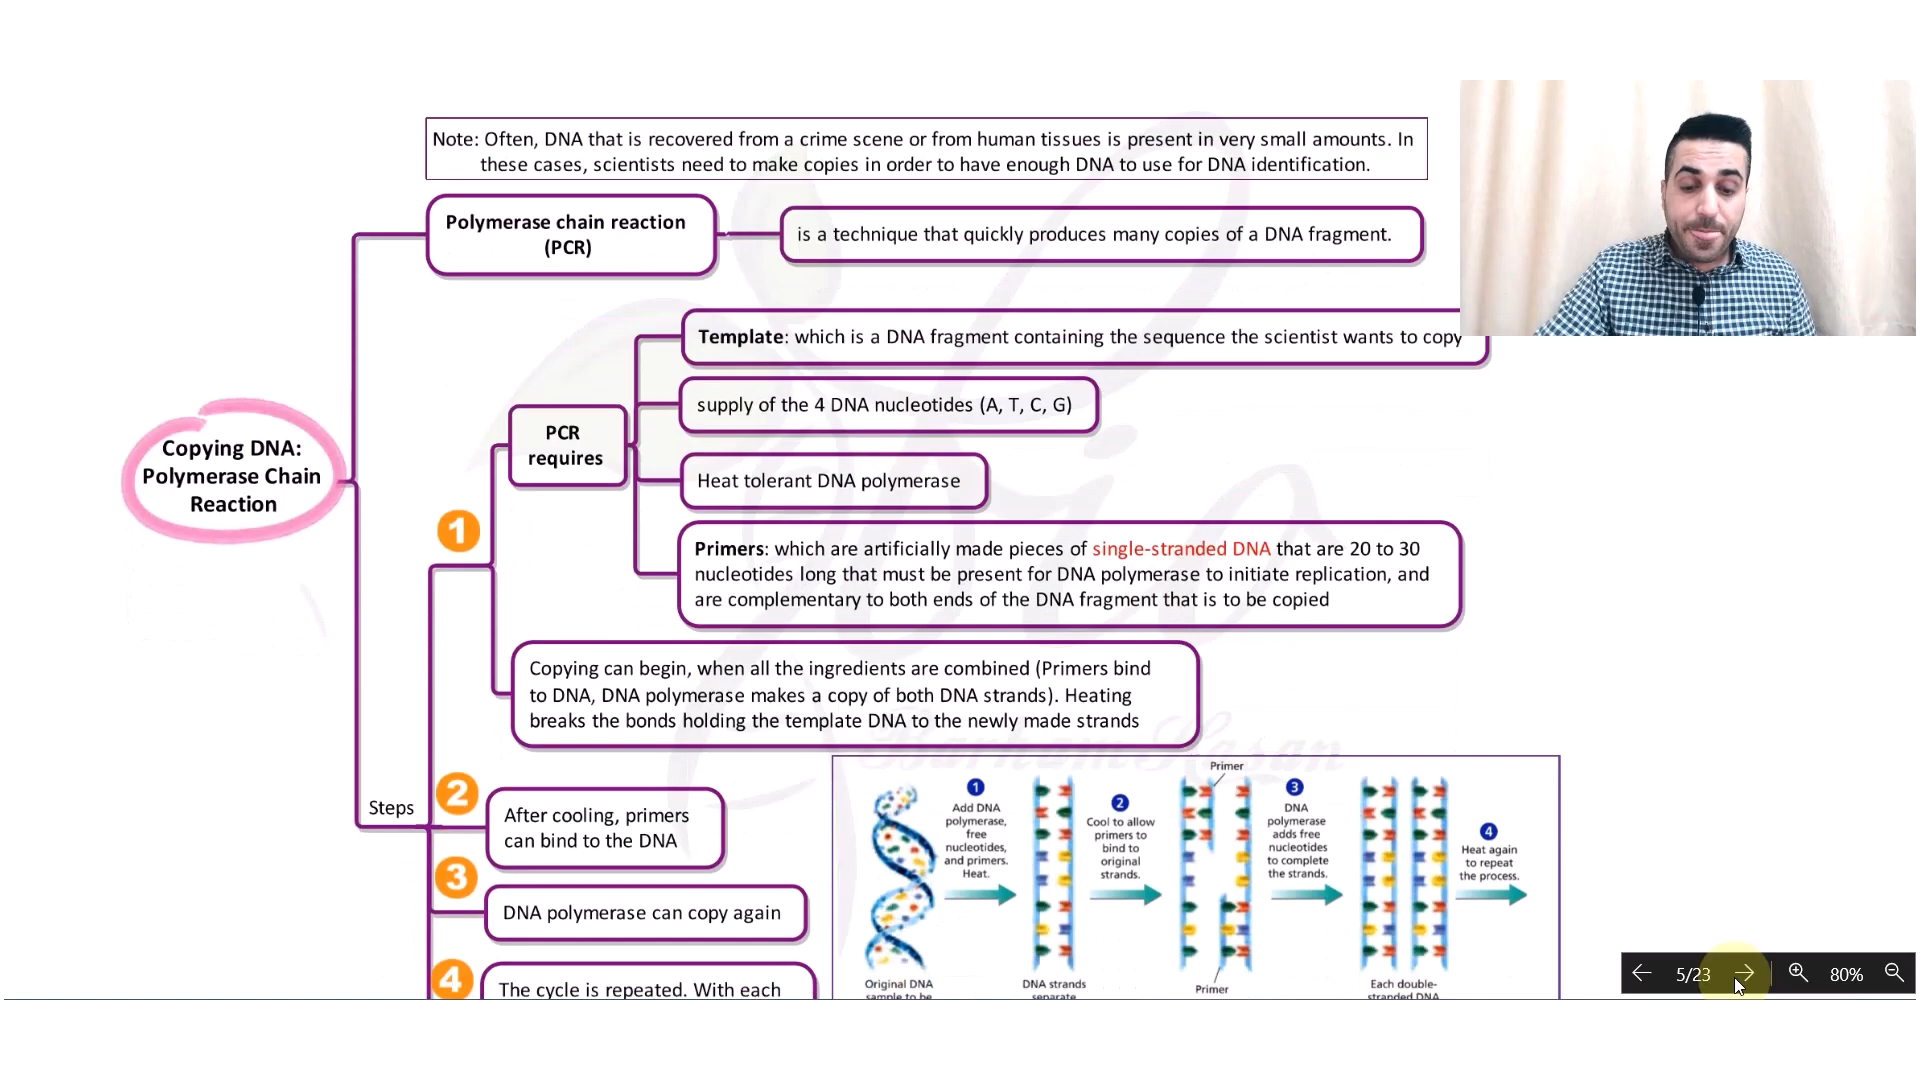 Note: Often, DNA that is recovered from a crime scene or from human tissues is present in very small amounts. In
these cases, scientists need to make copies in order to have enough DNA to use for DNA identification.
Polymerase chain reaction
(PCR)
is a technique that quickly produces many copies of a DNA fragment.
Template: which is a DNA fragment containing the sequence the scientist wants to copy
supply of the 4 DNA nucleotides (A, T, C, G)
PCR
requires
Heat tolerant DNA polymerase
Copying DNA:
Polymerase Chain
Reaction
1
Primers: which are artificially made pieces of single-stranded DNA that are 20 to 30
nucleotides long that must be present for DNA polymerase to initiate replication, and
are complementary to both ends of the DNA fragment that is to be copied
Copying can begin, when all the ingredients are combined (Primers bind
to DNA, DNA polymerase makes a copy of both DNA strands). Heating
breaks the bonds holding the template DNA to the newly made strands
Steps
2
After cooling, primers
can bind to the DNA
3
DNA polymerase can copy again
4
The cycle is repeated. With each
1
Add DNA
polymerase,
free
nucleotides,
and primers.
Heat.
2
Cool to allow
primers to
bind to
original
strands.
Primer
3
DNA
polymerase
adds free
nucleotides
to complete
the strands.
4
Heat again
to repeat
the process.
Original DNA
sample to be
DNA strands
separate
Primer
Each double-
stranded DNA
Barham Hasan
5/23
80%